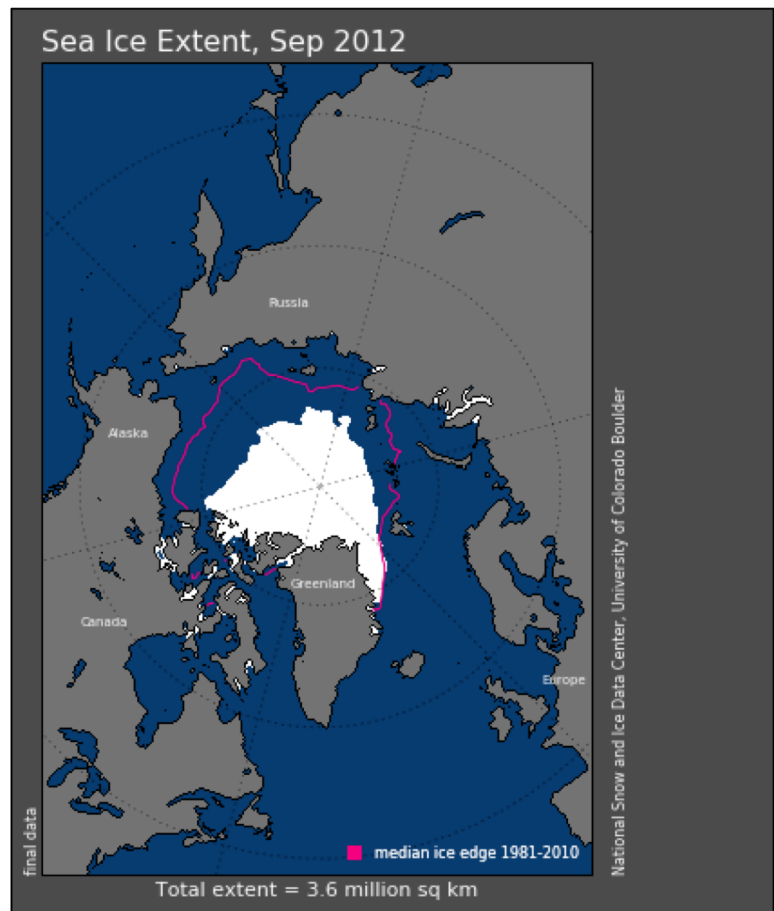 Sea Ice Extent, Sep 2012
Russia
Alaska
Greenland
Canada
Europe
median ice edge 1981-2010
final data
Total extent = 3.6 million sq km
National Snow and Ice Data Center, University of Colorado Boulder